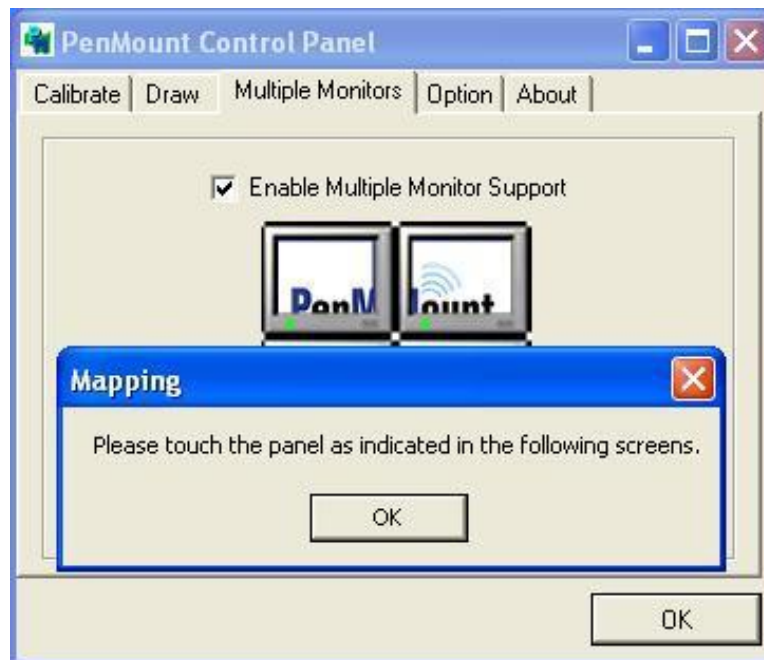 PenMount Control Panel
Calibrate Draw Multiple Monitors Option About
Enable Multiple Monitor Support
PenMount
Mapping
Please touch the panel as indicated in the following screens.
OK
OK